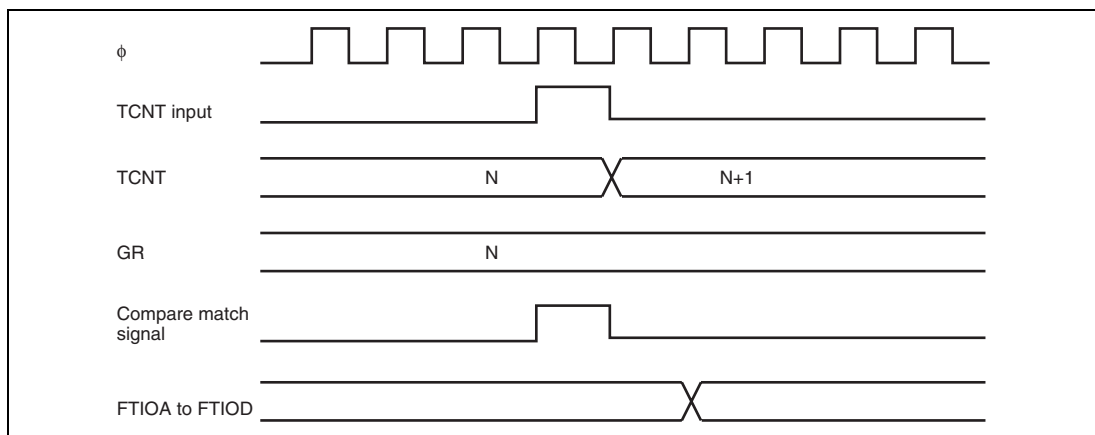 ϕ
TCNT input
TCNT
N
N+1
GR
N
Compare match
signal
FTIOA to FTIOD